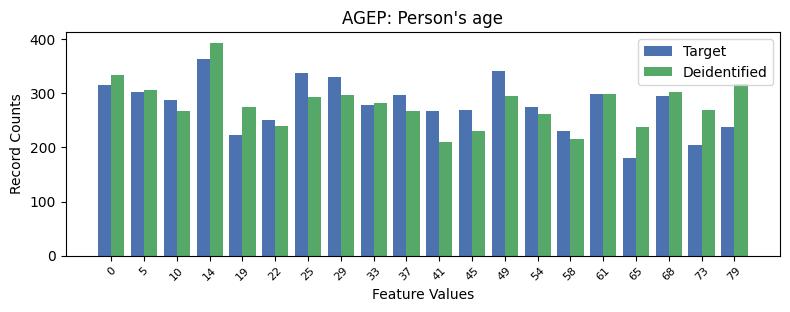 AGEP: Person's age
Target
Deidentified
Record Counts
400
300
200
100
0
0 5 10 14 19 22 25 29 33 37 41 45 49 54 58 61 65 68 73 79
Feature Values